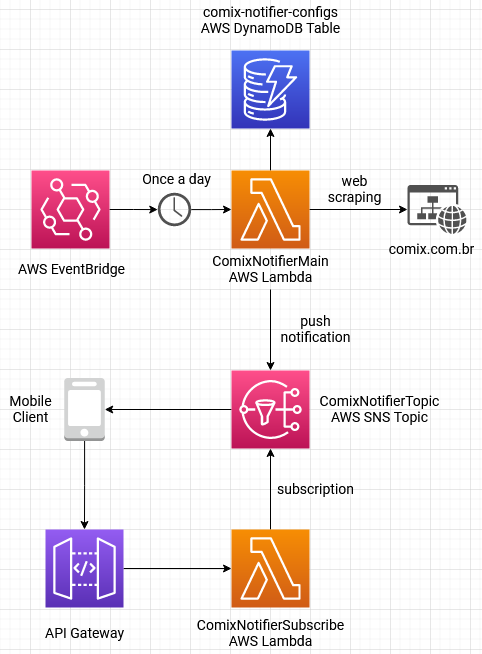 comix-notifier-configs
AWS DynamoDB Table
Once a day
web
scraping
AWS EventBridge
ComixNotifierMain
AWS Lambda
comix.com.br
push
notification
Mobile
Client
ComixNotifierTopic
AWS SNS Topic
subscription
</>
API Gateway
ComixNotifierSubscribe
AWS Lambda